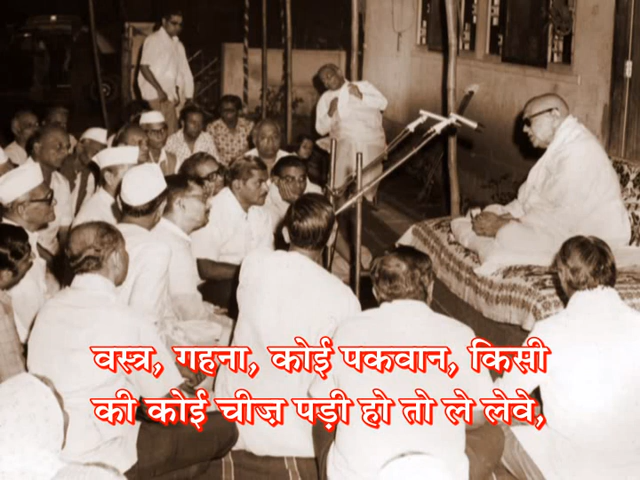 वस्त्र, गहना, कोई पकवान, किसी
की कोई चीज़ पड़ी हो तो ले लेवे,